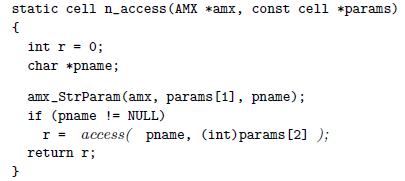 static cell n_access(AMX *amx, const cell *params)
{
int r = 0;
char *pname;
amx_StrParam(amx, params[1], pname);
if (pname != NULL)
r = access( pname, (int)params[2] );
return r;
}